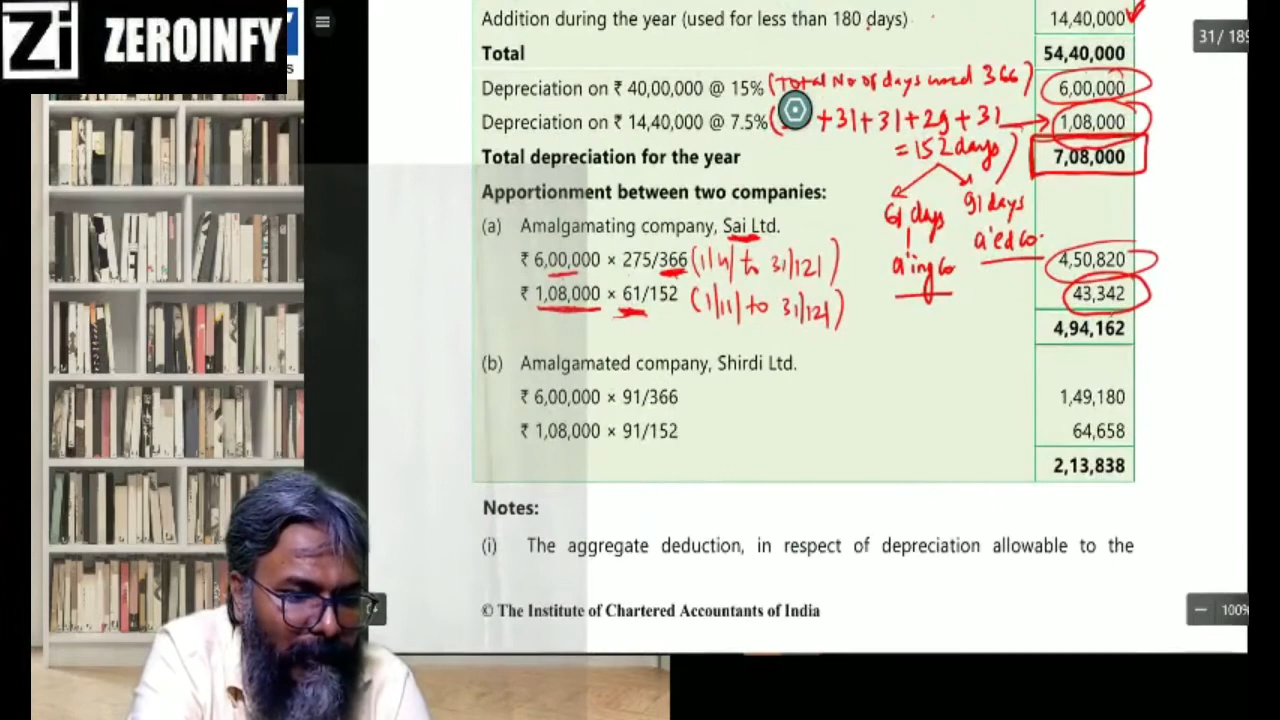 Zi ZEROINFY
Addition during the year (used for less than 180 days) 14,40,000
31/ 189
Total 54,40,000
Depreciation on ₹ 40,00,000 @ 15% (Total No of days used 366) 6,00,000
Depreciation on ₹ 14,40,000 @ 7.5% ( +31+31+29+31 1,08,000
= 152 days)
Total depreciation for the year 7,08,000
Apportionment between two companies:
61 days 91 days
(a) Amalgamating company, Sai Ltd.
a'ing co a'ed co.
₹ 6,00,000 × 275/366 (1/4/ to 31/12/) 4,50,820
₹ 1,08,000 × 61/152 (1/11/ to 31/12/) 43,342
4,94,162
(b) Amalgamated company, Shirdi Ltd.
₹ 6,00,000 × 91/366 1,49,180
₹ 1,08,000 × 91/152 64,658
2,13,838
Notes:
(i) The aggregate deduction, in respect of depreciation allowable to the
© The Institute of Chartered Accountants of India
100%